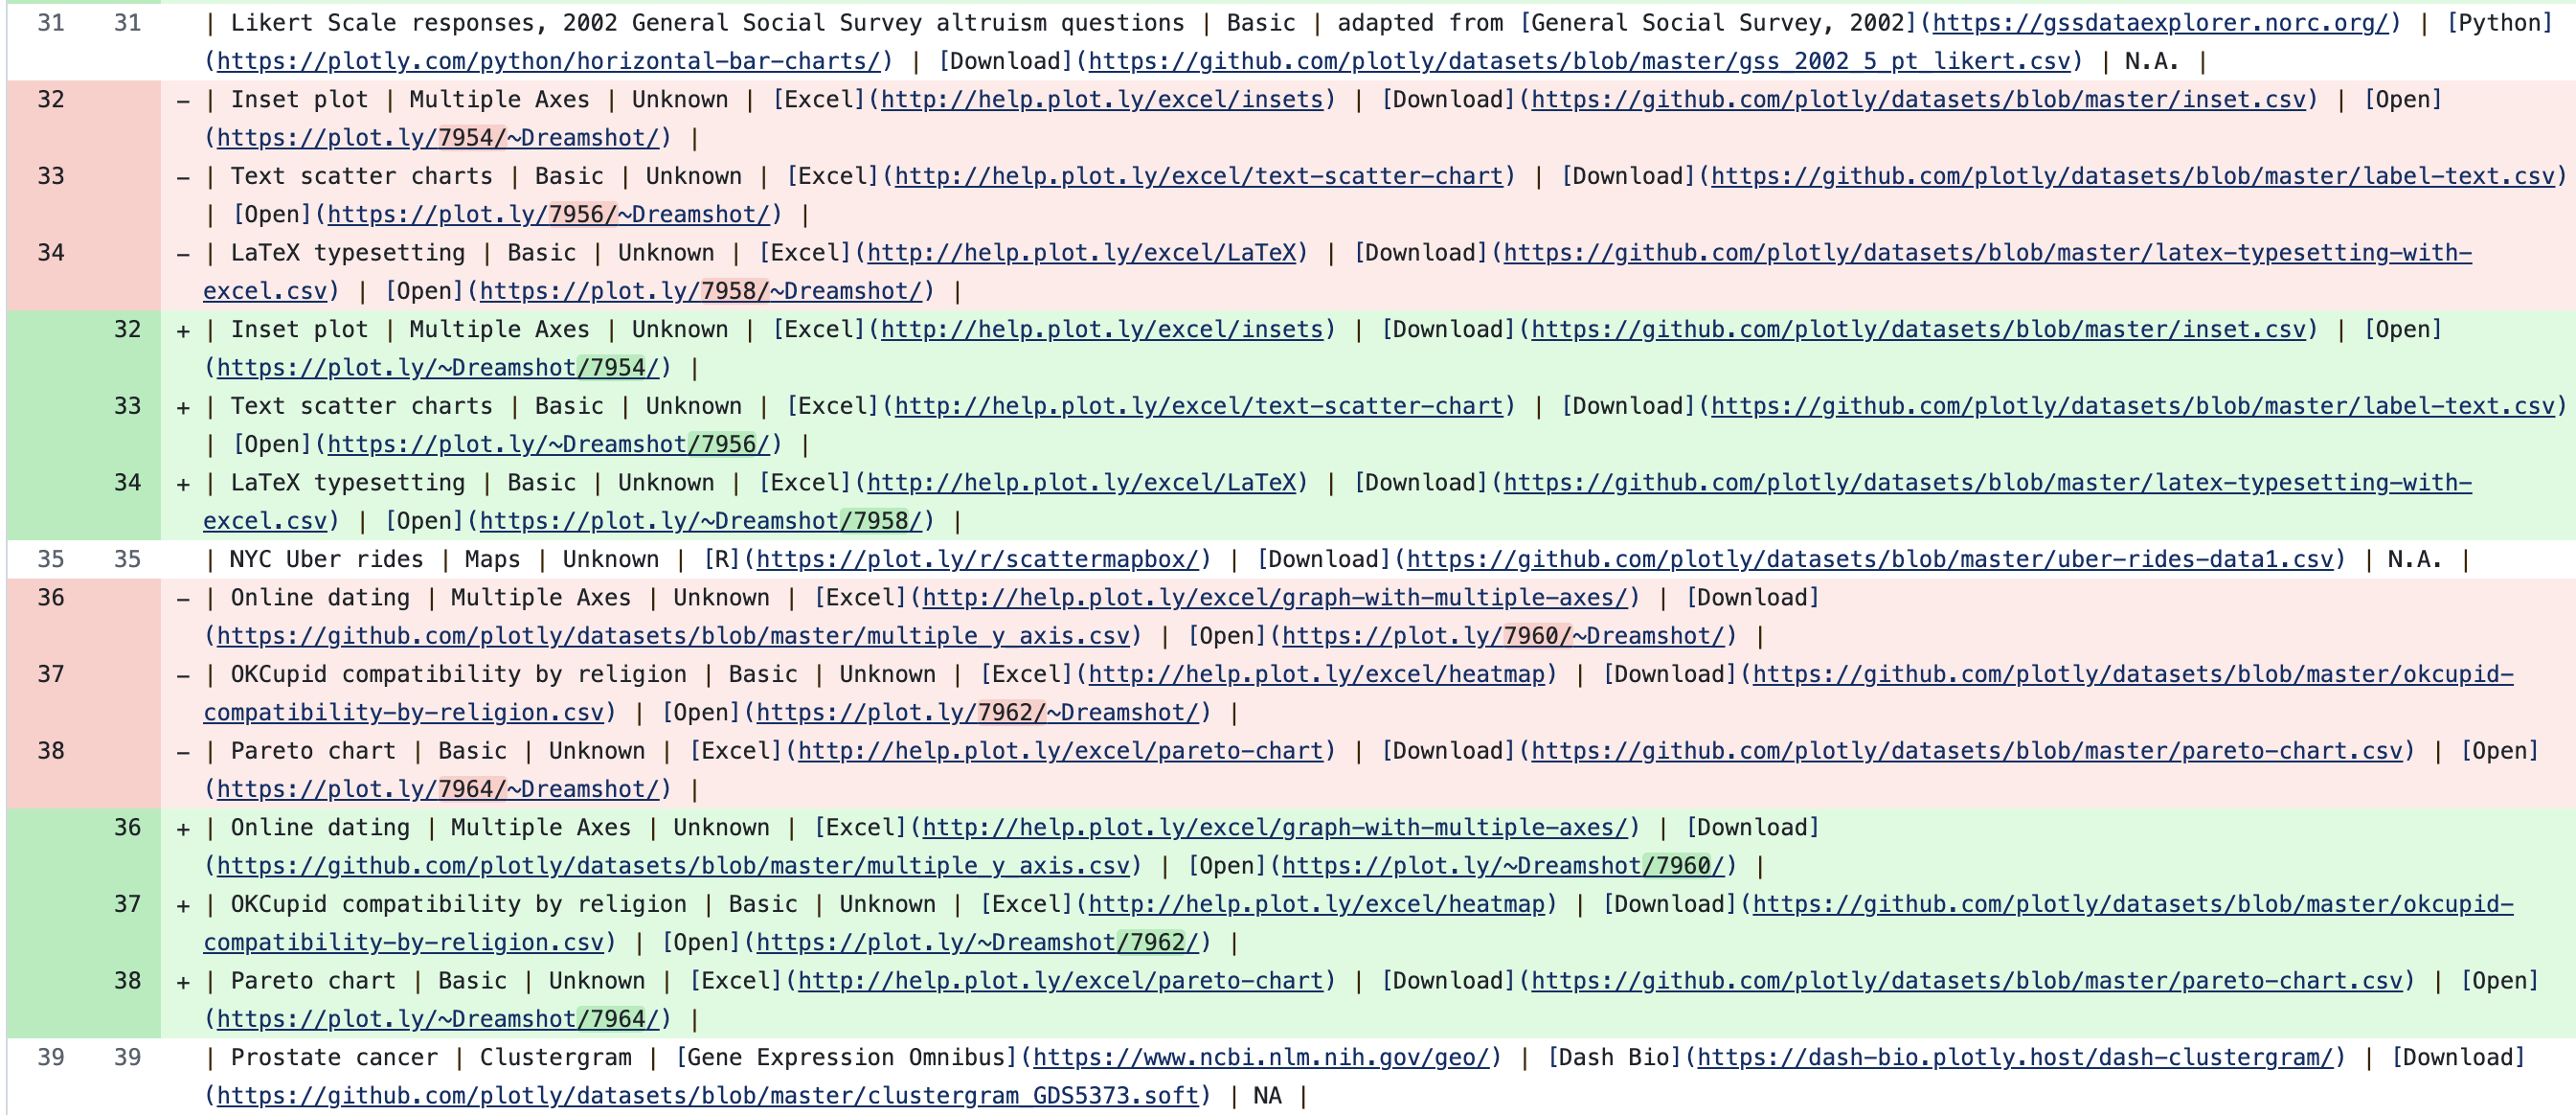 31 31 | Likert Scale responses, 2002 General Social Survey altruism questions | Basic | adapted from [General Social Survey, 2002](https://gssdataexplorer.norc.org/) | [Python]
(https://plotly.com/python/horizontal-bar-charts/) | [Download](https://github.com/plotly/datasets/blob/master/gss_2002_5_pt_likert.csv) | N.A. |
32 - | Inset plot | Multiple Axes | Unknown | [Excel](http://help.plot.ly/excel/insets) | [Download](https://github.com/plotly/datasets/blob/master/inset.csv) | [Open]
(https://plot.ly/7954/~Dreamshot/) |
33 - | Text scatter charts | Basic | Unknown | [Excel](http://help.plot.ly/excel/text-scatter-chart) | [Download](https://github.com/plotly/datasets/blob/master/label-text.csv)
| [Open](https://plot.ly/7956/~Dreamshot/) |
34 - | LaTeX typesetting | Basic | Unknown | [Excel](http://help.plot.ly/excel/LaTeX) | [Download](https://github.com/plotly/datasets/blob/master/latex-typesetting-with-
excel.csv) | [Open](https://plot.ly/7958/~Dreamshot/) |
32 + | Inset plot | Multiple Axes | Unknown | [Excel](http://help.plot.ly/excel/insets) | [Download](https://github.com/plotly/datasets/blob/master/inset.csv) | [Open]
(https://plot.ly/~Dreamshot/7954/) |
33 + | Text scatter charts | Basic | Unknown | [Excel](http://help.plot.ly/excel/text-scatter-chart) | [Download](https://github.com/plotly/datasets/blob/master/label-text.csv)
| [Open](https://plot.ly/~Dreamshot/7956/) |
34 + | LaTeX typesetting | Basic | Unknown | [Excel](http://help.plot.ly/excel/LaTeX) | [Download](https://github.com/plotly/datasets/blob/master/latex-typesetting-with-
excel.csv) | [Open](https://plot.ly/~Dreamshot/7958/) |
35 35 | NYC Uber rides | Maps | Unknown | [R](https://plot.ly/r/scattermapbox/) | [Download](https://github.com/plotly/datasets/blob/master/uber-rides-data1.csv) | N.A. |
36 - | Online dating | Multiple Axes | Unknown | [Excel](http://help.plot.ly/excel/graph-with-multiple-axes/) | [Download]
(https://github.com/plotly/datasets/blob/master/multiple_y_axis.csv) | [Open](https://plot.ly/7960/~Dreamshot/) |
37 - | OKCupid compatibility by religion | Basic | Unknown | [Excel](http://help.plot.ly/excel/heatmap) | [Download](https://github.com/plotly/datasets/blob/master/okcupid-
compatibility-by-religion.csv) | [Open](https://plot.ly/7962/~Dreamshot/) |
38 - | Pareto chart | Basic | Unknown | [Excel](http://help.plot.ly/excel/pareto-chart) | [Download](https://github.com/plotly/datasets/blob/master/pareto-chart.csv) | [Open]
(https://plot.ly/7964/~Dreamshot/) |
36 + | Online dating | Multiple Axes | Unknown | [Excel](http://help.plot.ly/excel/graph-with-multiple-axes/) | [Download]
(https://github.com/plotly/datasets/blob/master/multiple_y_axis.csv) | [Open](https://plot.ly/~Dreamshot/7960/) |
37 + | OKCupid compatibility by religion | Basic | Unknown | [Excel](http://help.plot.ly/excel/heatmap) | [Download](https://github.com/plotly/datasets/blob/master/okcupid-
compatibility-by-religion.csv) | [Open](https://plot.ly/~Dreamshot/7962/) |
38 + | Pareto chart | Basic | Unknown | [Excel](http://help.plot.ly/excel/pareto-chart) | [Download](https://github.com/plotly/datasets/blob/master/pareto-chart.csv) | [Open]
(https://plot.ly/~Dreamshot/7964/) |
39 39 | Prostate cancer | Clustergram | [Gene Expression Omnibus](https://www.ncbi.nlm.nih.gov/geo/) | [Dash Bio](https://dash-bio.plotly.host/dash-clustergram/) | [Download]
(https://github.com/plotly/datasets/blob/master/clustergram_GDS5373.soft) | NA |